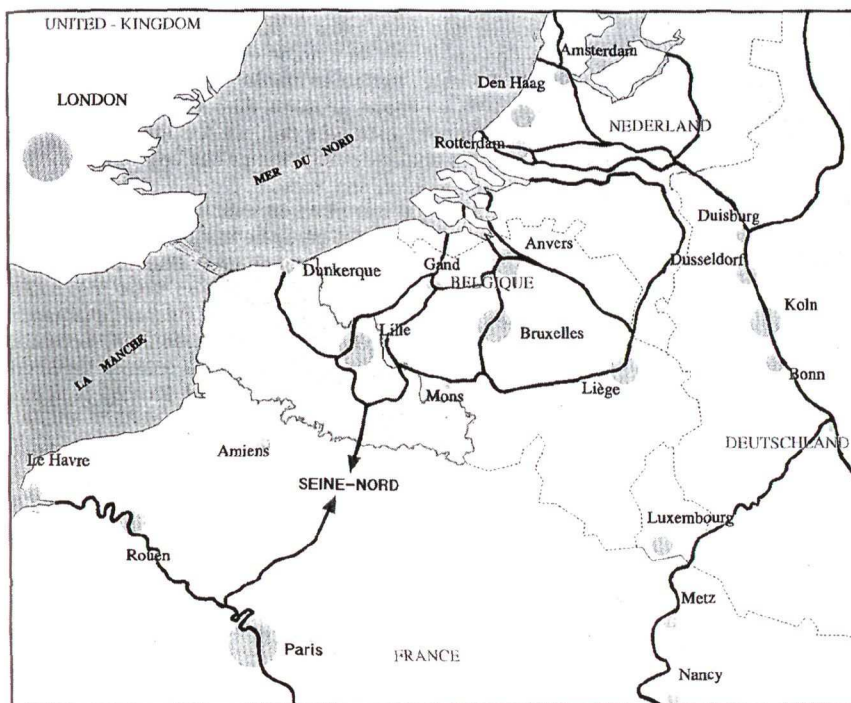 UNITED - KINGDOM
Amsterdam
Den Haag
LONDON
NEDERLAND
Rotterdam
MER DU NORD
Duisburg
Anvers
Dusseldorf
Dunkerque
Gand
BELGIQUE
Koln
Lille
Bruxelles
LA MANCHE
Bonn
Mons
Liège
DEUTSCHLAND
Amiens
Le Havre
SEINE-NORD
Luxembourg
Rouen
Metz
Paris
FRANCE
Nancy